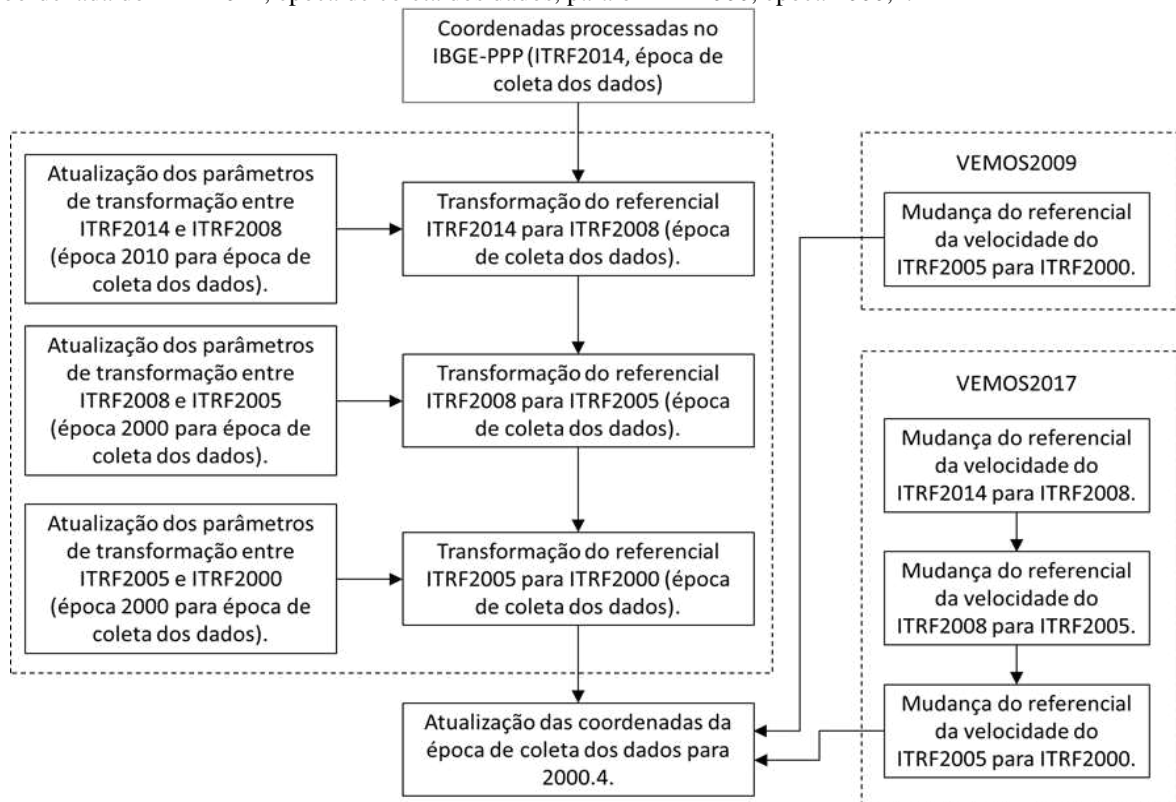 Coordenadas processadas no
IBGE-PPP (ITRF2014, época de
coleta dos dados)
Atualização dos parâmetros
de transformação entre
ITRF2014 e ITRF2008
(época 2010 para época de
coleta dos dados).
Transformação do referencial
ITRF2014 para ITRF2008 (época
de coleta dos dados).
Atualização dos parâmetros
de transformação entre
ITRF2008 e ITRF2005
(época 2000 para época de
coleta dos dados).
Transformação do referencial
ITRF2008 para ITRF2005 (época
de coleta dos dados).
Atualização dos parâmetros
de transformação entre
ITRF2005 e ITRF2000
(época 2000 para época de
coleta dos dados).
Transformação do referencial
ITRF2005 para ITRF2000 (época
de coleta dos dados).
Atualização das coordenadas da
época de coleta dos dados para
2000.4.
VEMOS2009
Mudança do referencial
da velocidade do
ITRF2005 para ITRF2000.
VEMOS2017
Mudança do referencial
da velocidade do
ITRF2014 para ITRF2008.
Mudança do referencial
da velocidade do
ITRF2008 para ITRF2005.
Mudança do referencial
da velocidade do
ITRF2005 para ITRF2000.